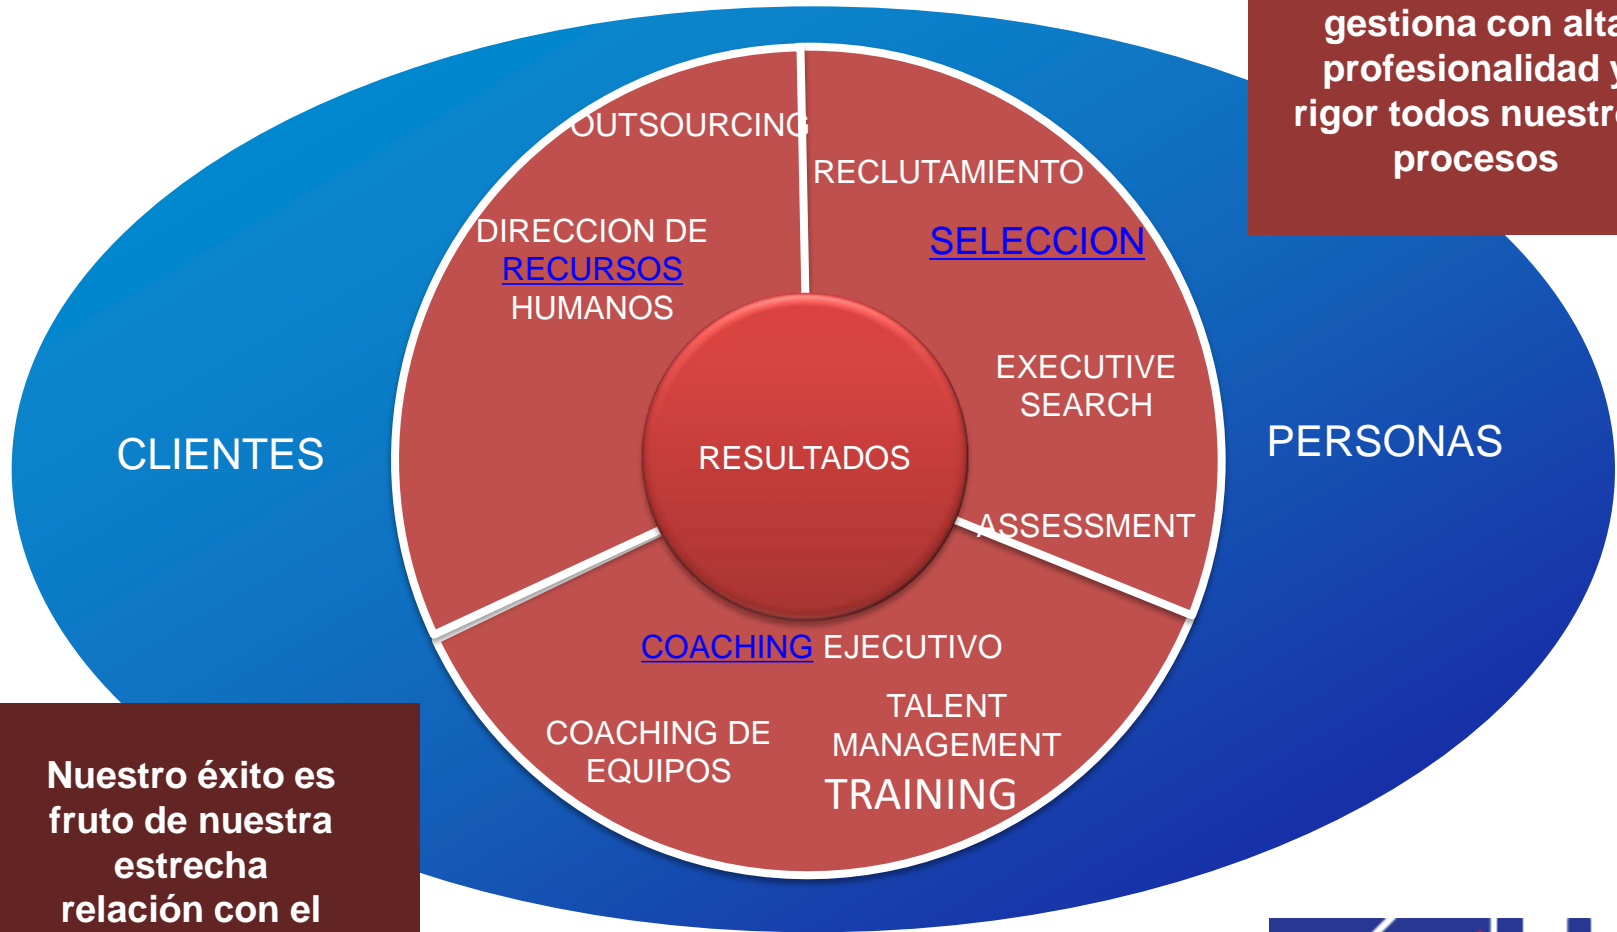 gestiona con alta
profesionalidad y
rigor todos
procesos
OUTSOURCING
RECLUTAMIENTO
SELECCION
DIRECCION DE
RECURSOS
HUMANOS
EXECUTIVE
SEARCH
CLIENTES
RESULTADOS
PERSONAS
ASSESSMENT
COACHING EJECUTIVO
TALENT
MANAGEMENT
TRAINING
COACHING DE
EQUIPOS
Nuestro éxito es
fruto de nuestra
estrecha
relación con el